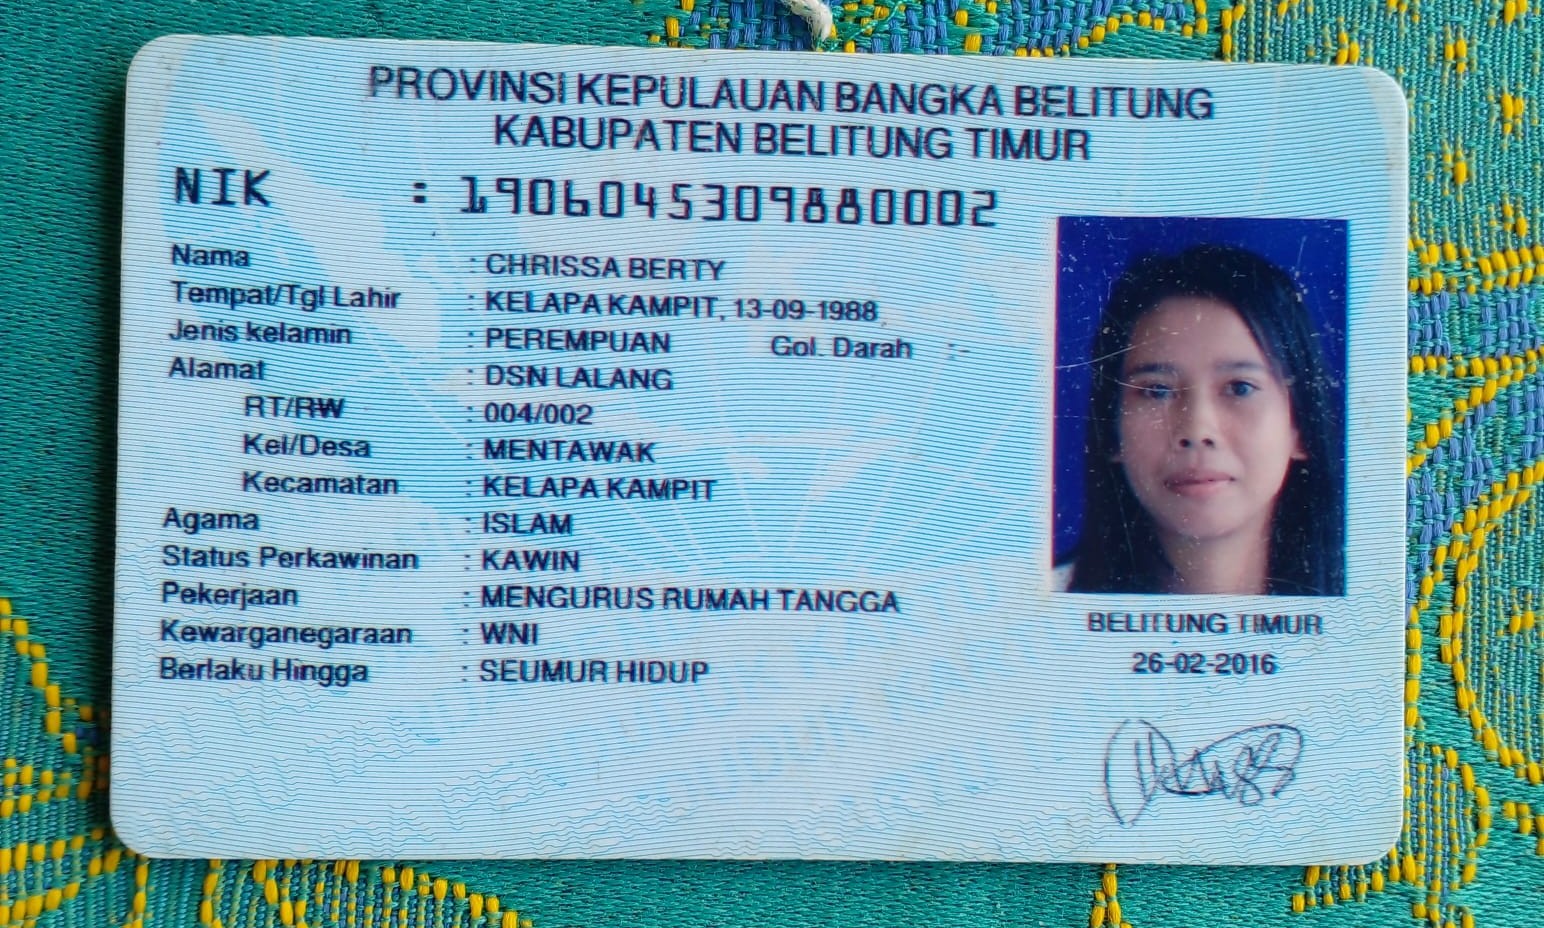 PROVINSI KEPULAUAN BANGKA BELITUNG
KABUPATEN BELITUNG TIMUR
NIK : 1906045309880002
Nama : CHRISSA BERTY
Tempat/Tgl Lahir : KELAPA KAMPIT, 13-09-1988
Jenis kelamin : PEREMPUAN Gol. Darah :-
Alamat : DSN LALANG
RT/RW : 004/002
Kel/Desa : MENTAWAK
Kecamatan : KELAPA KAMPIT
Agama : ISLAM
Status Perkawinan : KAWIN
Pekerjaan : MENGURUS RUMAH TANGGA
Kewarganegaraan : WNI
Berlaku Hingga : SEUMUR HIDUP
BELITUNG TIMUR
26-02-2016